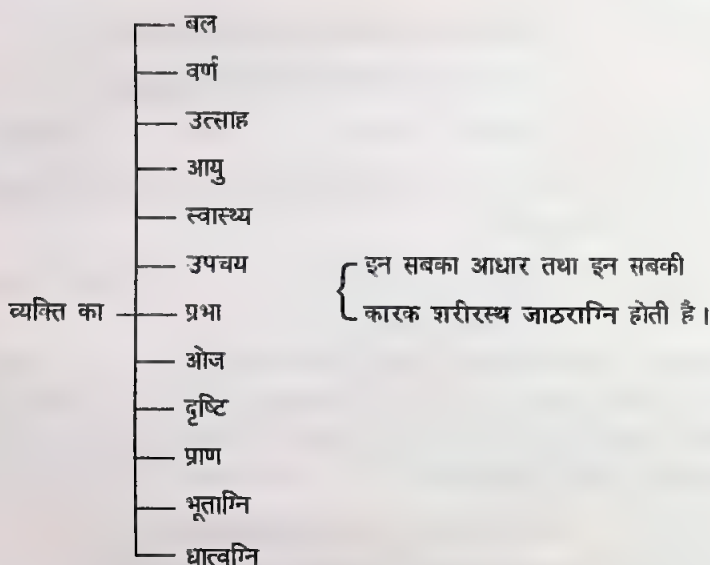 बल
वर्ण
उत्साह
आयु
स्वास्थ्य
उपचय
व्यक्ति का
प्रभा
ओज
दृष्टि
प्राण
भूताग्नि
धात्वग्नि
इन सबका आधार तथा इन सबकी
कारक शरीरस्थ जाठराग्नि होती है।